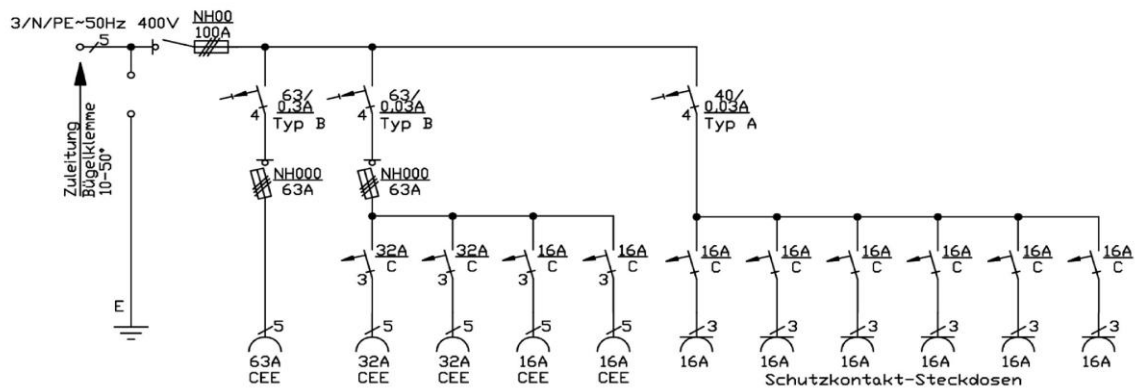 3/N/PE~50Hz 400V
NH00
100A
5
Zuleitung
Bügelklemme
10-50°
E
63/
0,3A
Typ B
4
63/
0,03A
Typ B
4
40/
0,03A
Typ A
4
NH000
63A
NH000
63A
32A
C
3
32A
C
3
16A
C
3
16A
C
3
16A
C
16A
C
16A
C
16A
C
16A
C
16A
C
5
5
5
5
5
3
3
3
3
3
3
63A
CEE
32A
CEE
32A
CEE
16A
CEE
16A
CEE
16A
16A
16A
16A
16A
16A
Schutzkontakt-Steckdosen